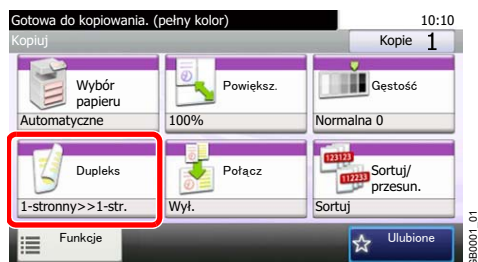 Gotowa do kopiowania. (pełny kolor) 10:10
Kopiuj Kopie 1
Wybór papieru
Powiększ.
Gęstość
Automatyczne
100%
Normalna 0
Dupleks
Połącz
123123
112233
Sortuj/
przesun.
1-stronny>>1-str.
Wył.
Sortuj
Funkcje
Ulubione
GB0001_01